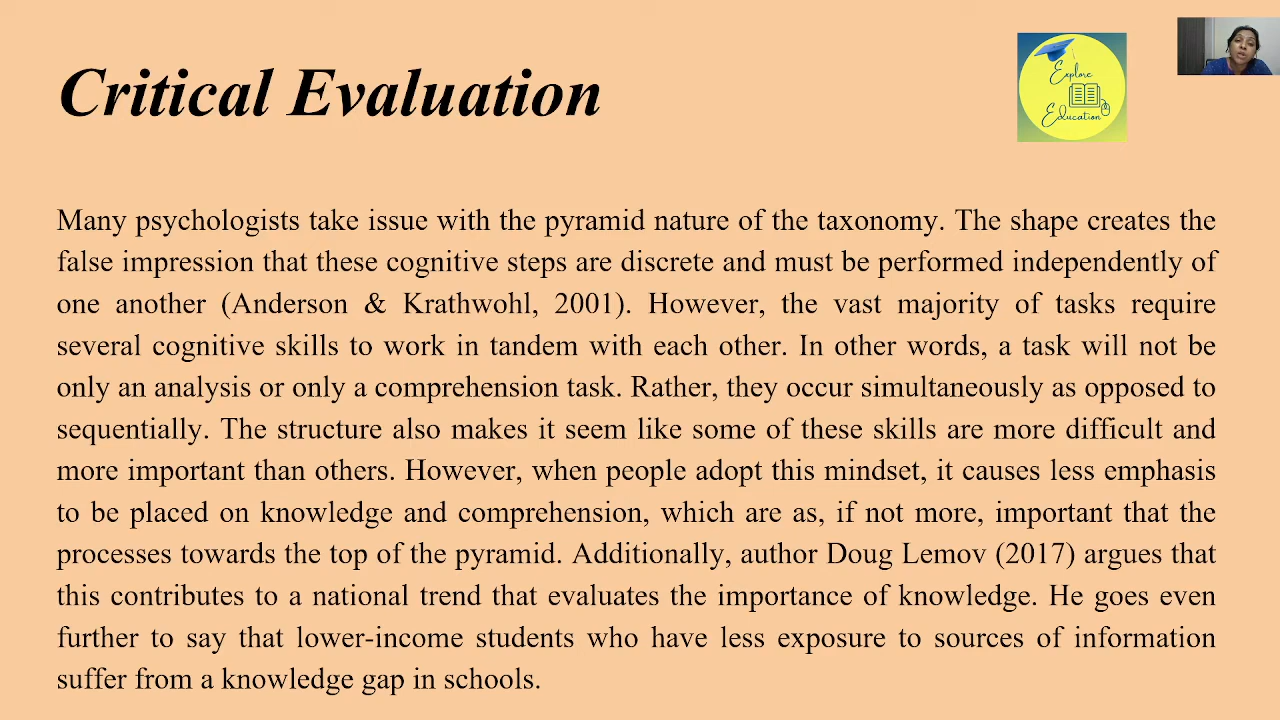 Critical Evaluation
Explore
Education
Many psychologists take issue with the pyramid nature of the taxonomy. The shape creates the
false impression that these cognitive steps are discrete and must be performed independently of
one another (Anderson & Krathwohl, 2001). However, the vast majority of tasks require
several cognitive skills to work in tandem with each other. In other words, a task will not be
only an analysis or only a comprehension task. Rather, they occur simultaneously as opposed to
sequentially. The structure also makes it seem like some of these skills are more difficult and
more important than others. However, when people adopt this mindset, it causes less emphasis
to be placed on knowledge and comprehension, which are as, if not more, important that the
processes towards the top of the pyramid. Additionally, author Doug Lemov (2017) argues that
this contributes to a national trend that evaluates the importance of knowledge. He goes even
further to say that lower-income students who have less exposure to sources of information
suffer from a knowledge gap in schools.